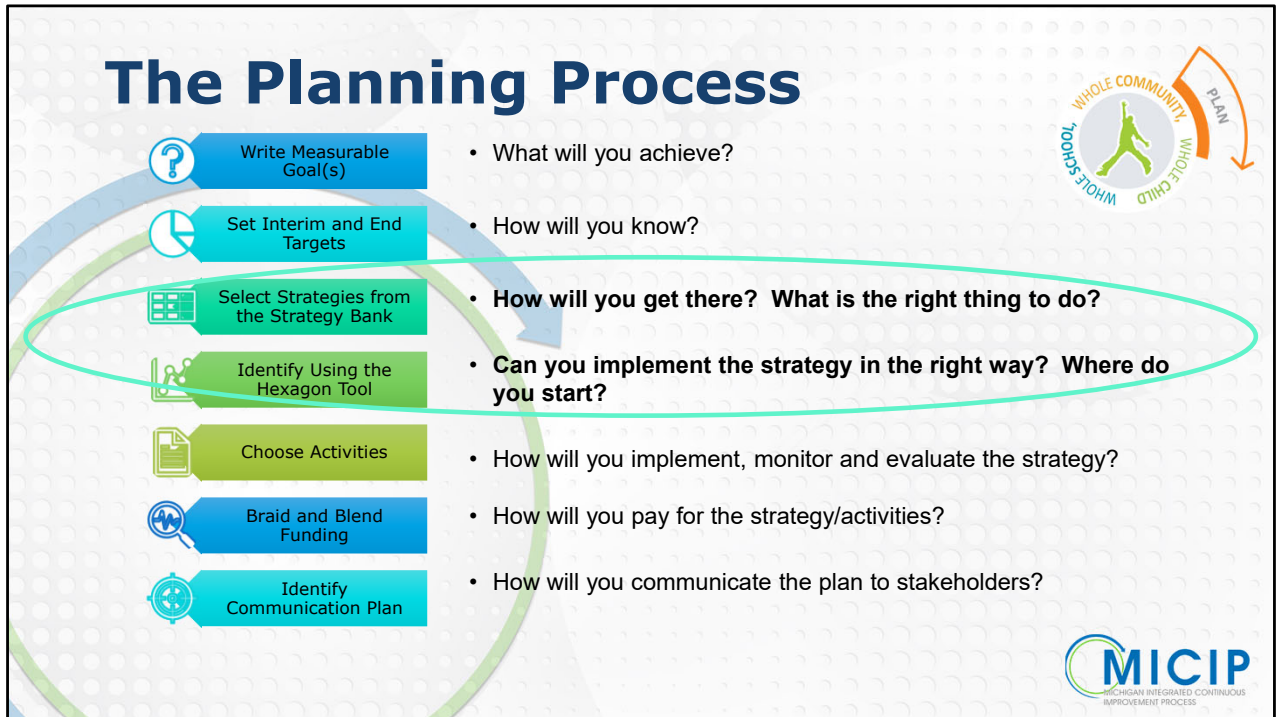 The Planning Process
WHOLE SCHOOL, WHOLE COMMUNITY, WHOLE CHILD
PLAN
Write Measurable
Goal(s)
• What will you achieve?
Set Interim and End
Targets
• How will you know?
Select Strategies from
the Strategy Bank
• How will you get there?  What is the right thing to do?
Identify Using the
Hexagon Tool
• Can you implement the strategy in the right way?  Where do
you start?
Choose Activities
• How will you implement, monitor and evaluate the strategy?
Braid and Blend
Funding
• How will you pay for the strategy/activities?
Identify
Communication Plan
• How will you communicate the plan to stakeholders?
MICIP
MICHIGAN INTEGRATED CONTINUOUS
IMPROVEMENT PROCESS